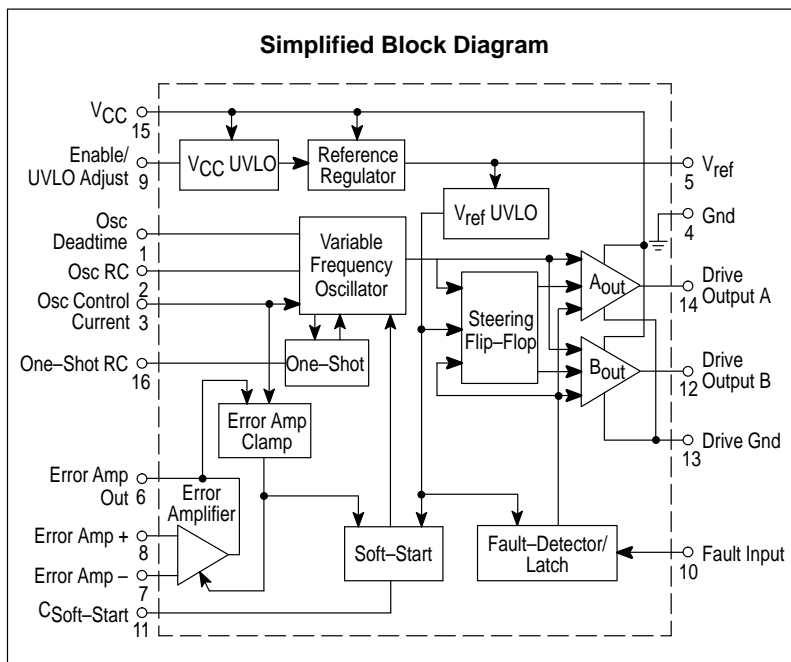 Simplified Block Diagram
VCC
15
Enable/
UVLO Adjust
9
VCC UVLO
Reference
Regulator
Vref
5
Vref UVLO
Gnd
4
Osc
Deadtime
1
Osc RC
2
Osc Control
Current
3
Variable
Frequency
Oscillator
One–Shot RC
16
One–Shot
Steering
Flip–Flop
Aout
Drive
Output A
14
Bout
Drive
Output B
12
Drive Gnd
13
Error Amp
Clamp
Error Amp
Out
6
Error
Amplifier
Error Amp +
8
Error Amp –
7
CSoft–Start
11
Soft–Start
Fault–Detector/
Latch
Fault Input
10